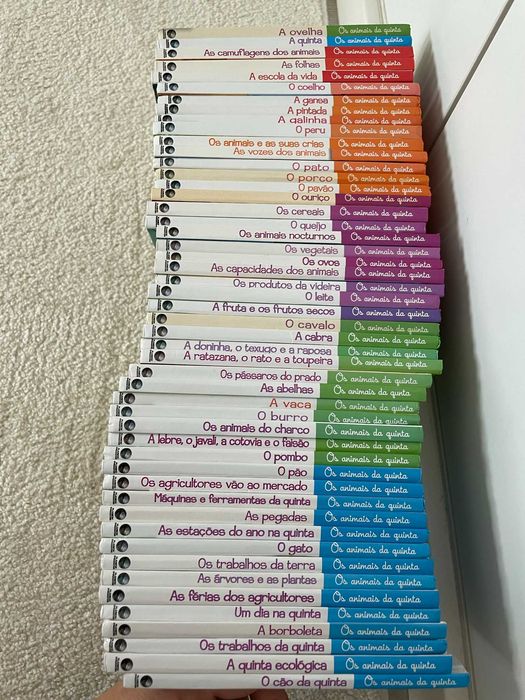 A ovelha Os animais da quinta
A quinta Os animais da quinta
As camuflagens dos animais Os animais da quinta
As folhas Os animais da quinta
A escola da vida Os animais da quinta
O coelho Os animais da quinta
A gansa Os animais da quinta
A pintada Os animais da quinta
A galinha Os animais da quinta
O peru Os animais da quinta
Os animais e as suas crias Os animais da quinta
As vozes dos animais Os animais da quinta
O pato Os animais da quinta
O porco Os animais da quinta
O pavão Os animais da quinta
O ouriço Os animais da quinta
Os cereais Os animais da quinta
O queijo Os animais da quinta
Os animais nocturnos Os animais da quinta
Os vegetais Os animais da quinta
Os ovos Os animais da quinta
As capacidades dos animais Os animais da quinta
Os produtos da videira Os animais da quinta
O leite Os animais da quinta
A fruta e os frutos secos Os animais da quinta
O cavalo Os animais da quinta
A cabra Os animais da quinta
A doninha, o texugo e a raposa Os animais da quinta
A ratazana, o rato e a toupeira Os animais da quinta
Os pássaros do prado Os animais da quinta
As abelhas Os animais da quinta
A vaca Os animais da quinta
O burro Os animais da quinta
Os animais do charco Os animais da quinta
A lebre, o javali, a cotovia e o faisão Os animais da quinta
O pombo Os animais da quinta
O pão Os animais da quinta
Os agricultores vão ao mercado Os animais da quinta
Máquinas e ferramentas da quinta Os animais da quinta
As pegadas Os animais da quinta
As estações do ano na quinta Os animais da quinta
O gato Os animais da quinta
Os trabalhos da terra Os animais da quinta
As árvores e as plantas Os animais da quinta
As férias dos agricultores Os animais da quinta
Um dia na quinta Os animais da quinta
A borboleta Os animais da quinta
Os trabalhos da quinta Os animais da quinta
A quinta ecológica Os animais da quinta
O cão da quinta Os animais da quinta